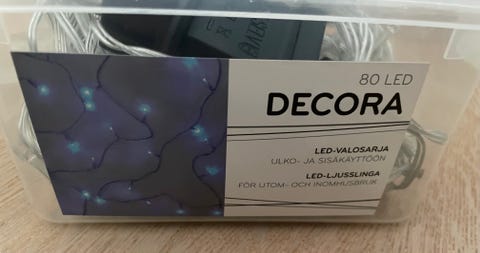 80 LED
DECORA
LED-VALOSARJA
ULKO- JA SISÄKÄYTTÖÖN
LED-LJUSSLINGA
FÖR UTOM- OCH INOMHUSBRUK